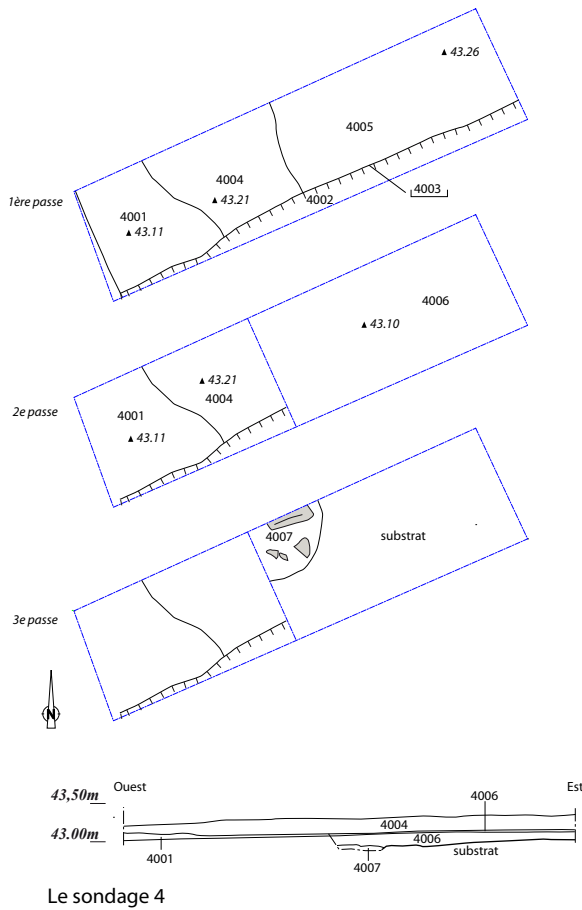 ▲ 43.26
4005
4004
▲ 43.21
4002
4003
1ère passe
4001
▲ 43.11
4006
▲ 43.10
▲ 43.21
4004
2e passe
4001
▲ 43.11
4007
substrat
3e passe
N
Ouest
Est
43,50m
4006
4004
43.00m
4006
4001
4007
substrat
Le sondage 4